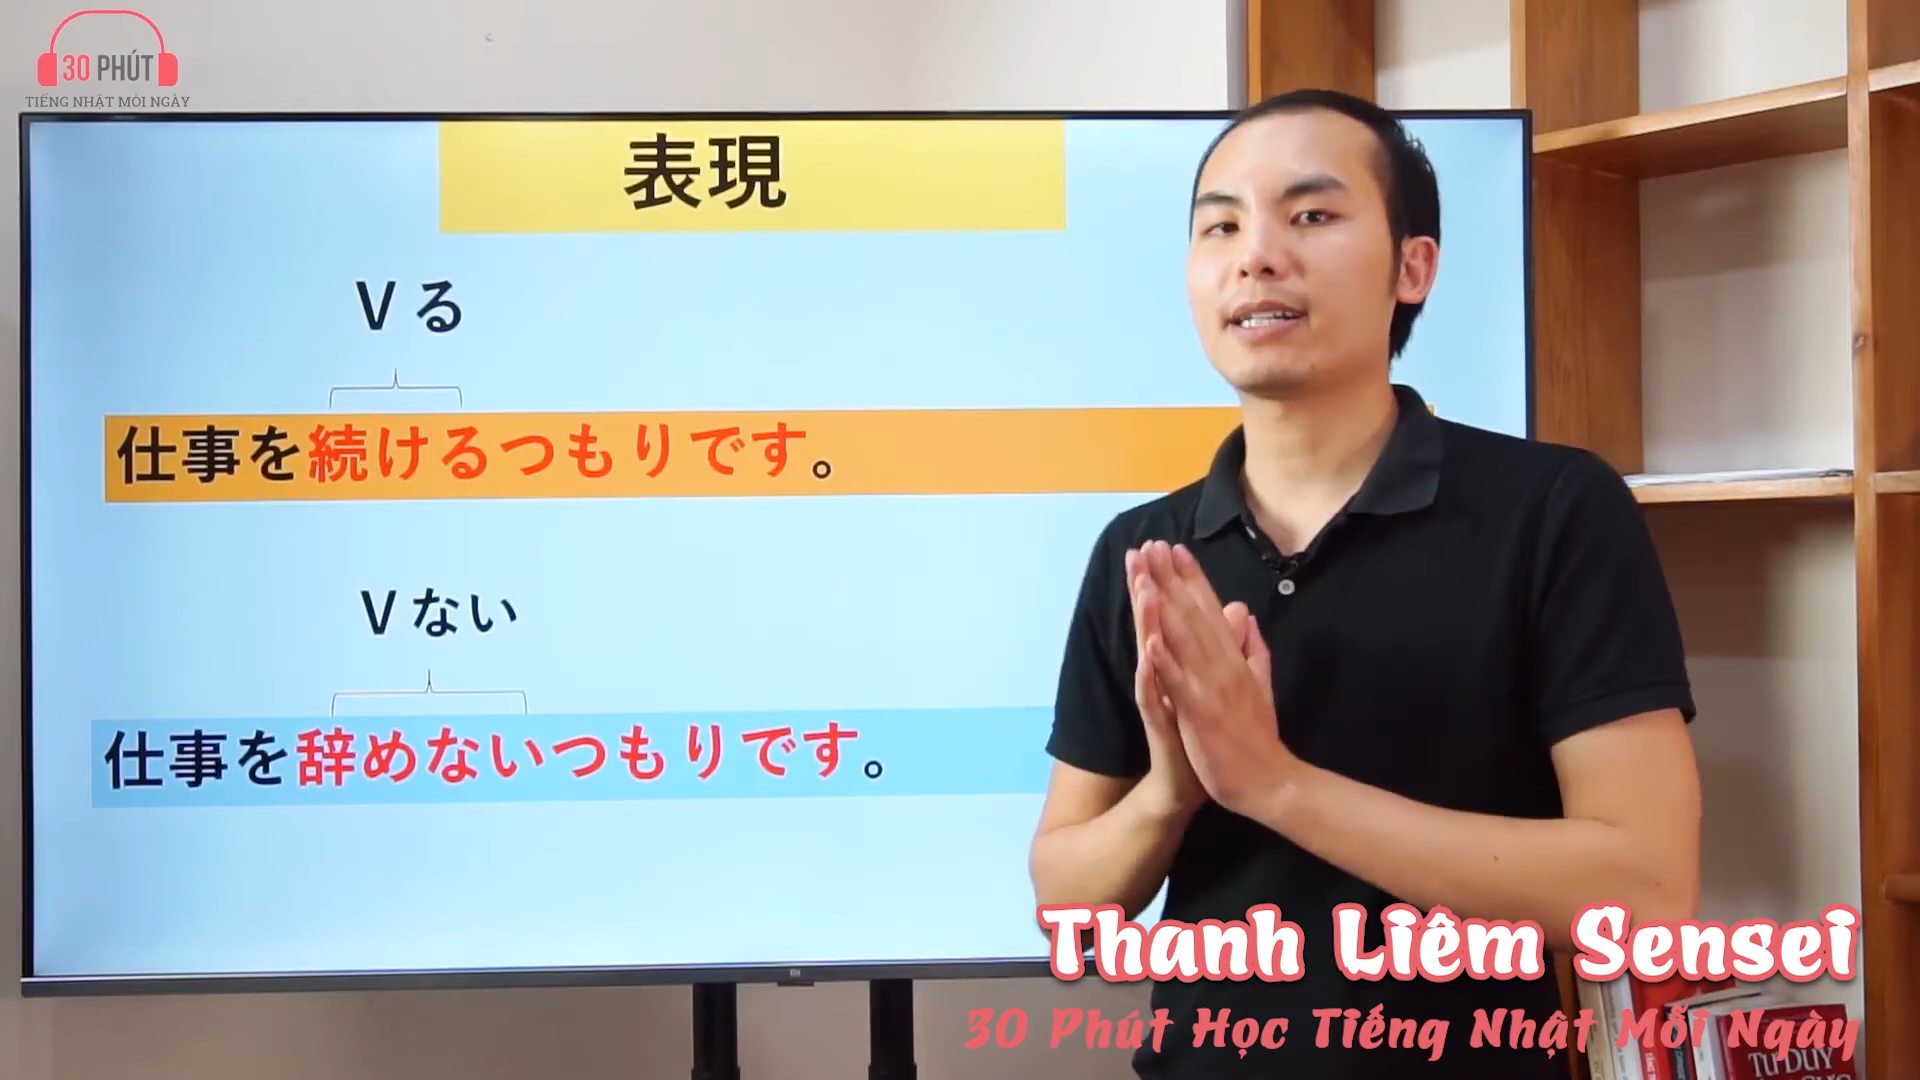 30 PHÚT
TIẾNG NHẬT MỖI NGÀY
表現
Vる
仕事を続けるつもりです。
Vない
仕事を辞めないつもりです。
Thanh Liêm Sensei
30 Phút Học Tiếng Nhật Mỗi Ngày
TƯ DUY